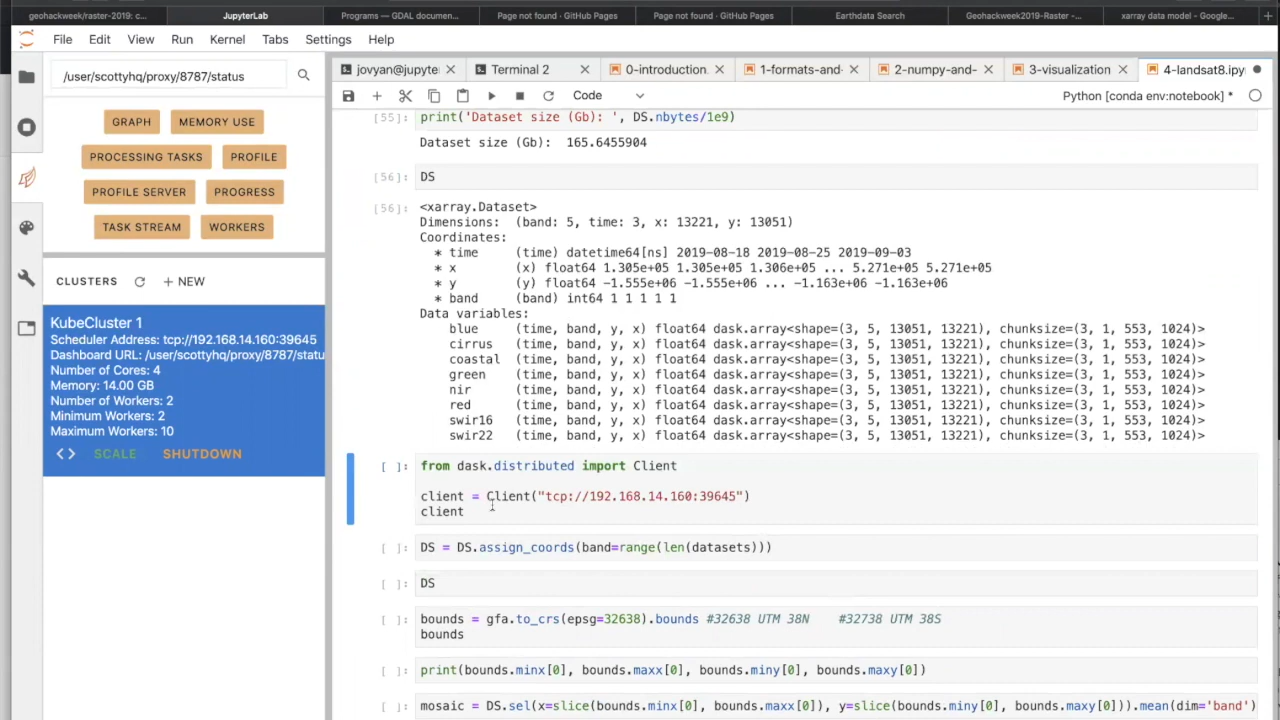 geohackweek/raster-2019: c... JupyterLab Programs — GDAL documen... Page not found · GitHub Pages Page not found · GitHub Pages Earthdata Search Geohackweek2019-Raster -... xarray data model - Google...
File Edit View Run Kernel Tabs Settings Help
/user/scottyhq/proxy/8787/status
GRAPH MEMORY USE
PROCESSING TASKS PROFILE
PROFILE SERVER PROGRESS
TASK STREAM WORKERS
CLUSTERS + NEW
KubeCluster 1
Scheduler Address: tcp://192.168.14.160:39645
Dashboard URL: /user/scottyhq/proxy/8787/statu
Number of Cores: 4
Memory: 14.00 GB
Number of Workers: 2
Minimum Workers: 2
Maximum Workers: 10
<> SCALE SHUTDOWN
jovyan@jupyte Terminal 2 0-introduction. 1-formats-and- 2-numpy-and- 3-visualization 4-landsat8.ipy
Code Python [conda env:notebook] *
[55]: print('Dataset size (Gb): ', DS.nbytes/1e9)
Dataset size (Gb):  165.6455904
[56]: DS
[56]: <xarray.Dataset>
Dimensions:  (band: 5, time: 3, x: 13221, y: 13051)
Coordinates:
* time     (time) datetime64[ns] 2019-08-18 2019-08-25 2019-09-03
* x        (x) float64 1.305e+05 1.305e+05 1.306e+05 ... 5.271e+05 5.271e+05
* y        (y) float64 -1.555e+06 -1.555e+06 ... -1.163e+06 -1.163e+06
* band     (band) int64 1 1 1 1 1
Data variables:
blue     (time, band, y, x) float64 dask.array<shape=(3, 5, 13051, 13221), chunksize=(3, 1, 553, 1024)>
cirrus   (time, band, y, x) float64 dask.array<shape=(3, 5, 13051, 13221), chunksize=(3, 1, 553, 1024)>
coastal  (time, band, y, x) float64 dask.array<shape=(3, 5, 13051, 13221), chunksize=(3, 1, 553, 1024)>
green    (time, band, y, x) float64 dask.array<shape=(3, 5, 13051, 13221), chunksize=(3, 1, 553, 1024)>
nir      (time, band, y, x) float64 dask.array<shape=(3, 5, 13051, 13221), chunksize=(3, 1, 553, 1024)>
red      (time, band, y, x) float64 dask.array<shape=(3, 5, 13051, 13221), chunksize=(3, 1, 553, 1024)>
swir16   (time, band, y, x) float64 dask.array<shape=(3, 5, 13051, 13221), chunksize=(3, 1, 553, 1024)>
swir22   (time, band, y, x) float64 dask.array<shape=(3, 5, 13051, 13221), chunksize=(3, 1, 553, 1024)>
[ ]: from dask.distributed import Client
client = Client("tcp://192.168.14.160:39645")
client
[ ]: DS = DS.assign_coords(band=range(len(datasets)))
[ ]: DS
[ ]: bounds = gfa.to_crs(epsg=32638).bounds #32638 UTM 38N    #32738 UTM 38S
bounds
[ ]: print(bounds.minx[0], bounds.maxx[0], bounds.miny[0], bounds.maxy[0])
[ ]: mosaic = DS.sel(x=slice(bounds.minx[0], bounds.maxx[0]), y=slice(bounds.miny[0], bounds.maxy[0])).mean(dim='band')